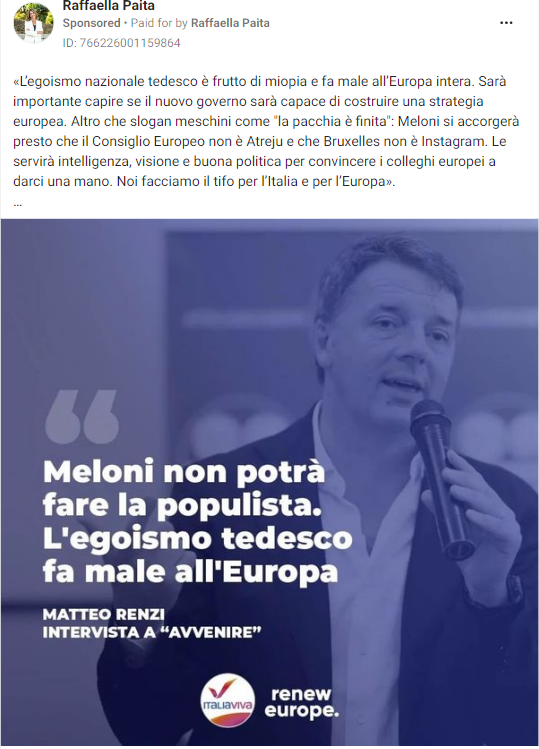 Raffaella Paita
Sponsored • Paid for by Raffaella Paita
ID: 766226001159864
«L’egoismo nazionale tedesco è frutto di miopia e fa male all’Europa intera. Sarà
importante capire se il nuovo governo sarà capace di costruire una strategia
europea. Altro che slogan meschini come "la pacchia è finita": Meloni si accorgerà
presto che il Consiglio Europeo non è Atreju e che Bruxelles non è Instagram. Le
servirà intelligenza, visione e buona politica per convincere i colleghi europei a
darci una mano. Noi facciamo il tifo per l’Italia e per l’Europa».
...
Meloni non potrà
fare la populista.
L'egoismo tedesco
fa male all'Europa
MATTEO RENZI
INTERVISTA A “AVVENIRE”
ITALIAVIVA
renew
europe.